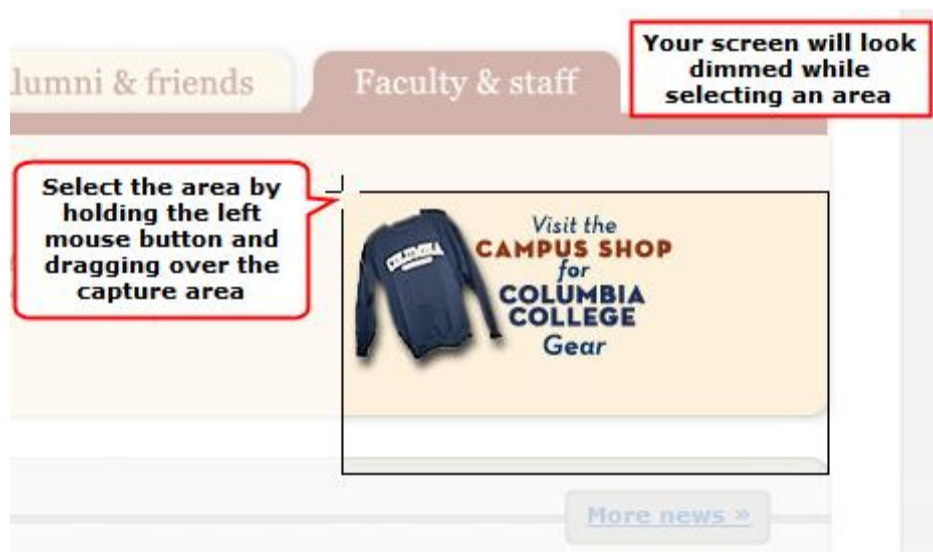 lumni & friends
Faculty & staff
Your screen will look
dimmed while
selecting an area
Select the area by
holding the left
mouse button and
dragging over the
capture area
Visit the
CAMPUS SHOP
for
COLUMBIA
COLLEGE
Gear
More news »